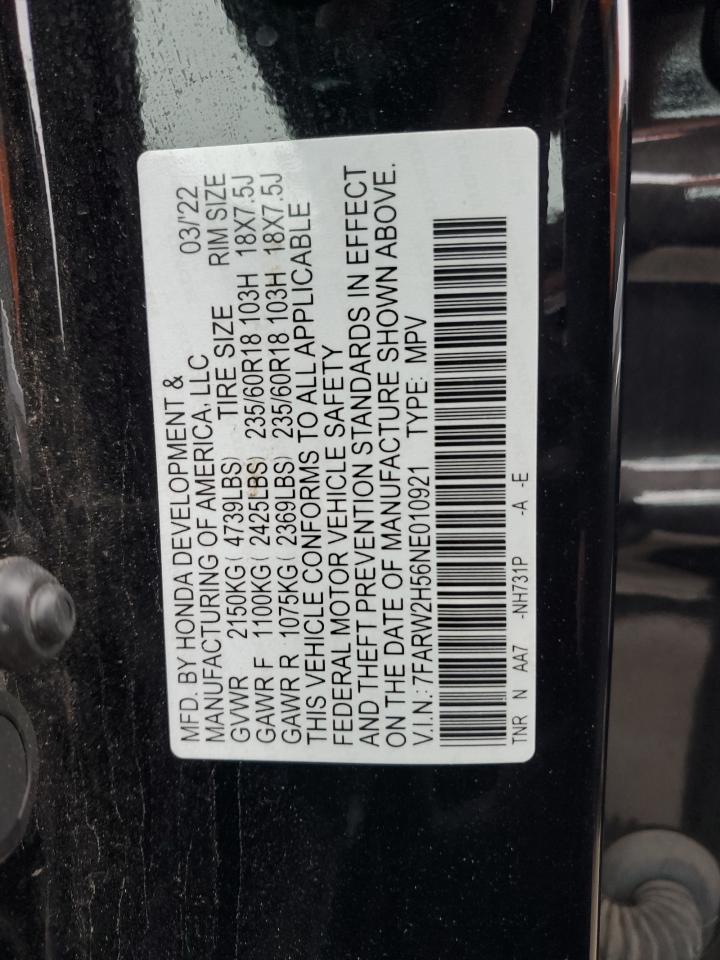 MFD. BY HONDA DEVELOPMENT & 03/'22
MANUFACTURING OF AMERICA, LLC
GVWR 2150KG( 4739LBS) TIRE SIZE RIM SIZE
GAWR F 1100KG( 2425LBS) 235/60R18 103H 18X7.5J
GAWR R 1075KG( 2369LBS) 235/60R18 103H 18X7.5J
THIS VEHICLE CONFORMS TO ALL APPLICABLE
FEDERAL MOTOR VEHICLE SAFETY
AND THEFT PREVENTION STANDARDS IN EFFECT
ON THE DATE OF MANUFACTURE SHOWN ABOVE.
V.I.N.: 7FARW2H56NE010921 TYPE: MPV
TNR N AA7 -NH731P -A -E